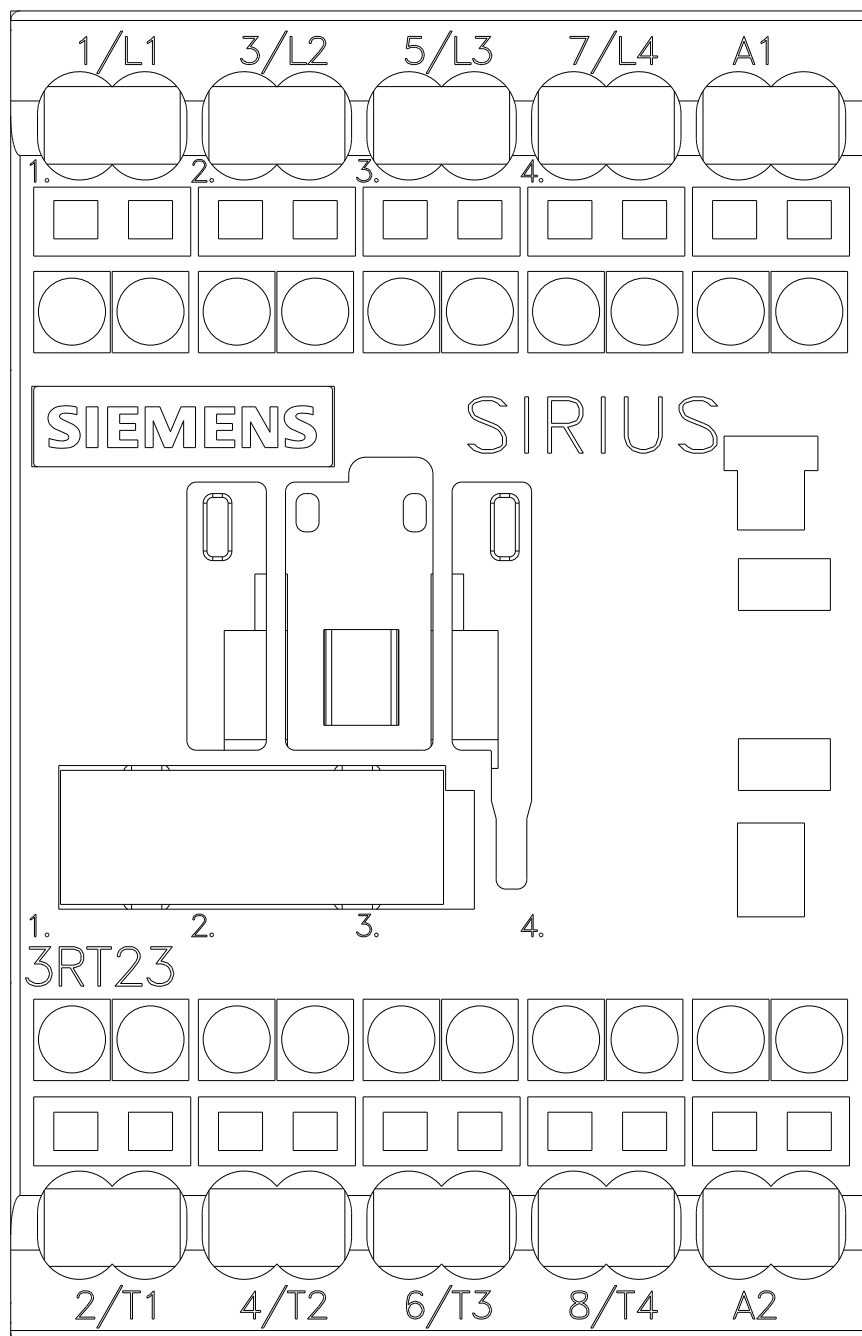 1/L1 3/L2 5/L3 7/L4 A1
1. 2. 3. 4.
SIEMENS SIRIUS
1. 2. 3. 4.
3RT23
2/T1 4/T2 6/T3 8/T4 A2